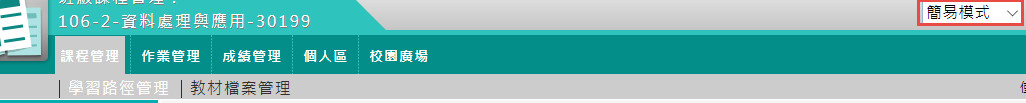 106-2-資料處理與應用-30199
簡易模式
課程管理 作業管理 成績管理 個人區 校園廣場
學習路徑管理 教材檔案管理